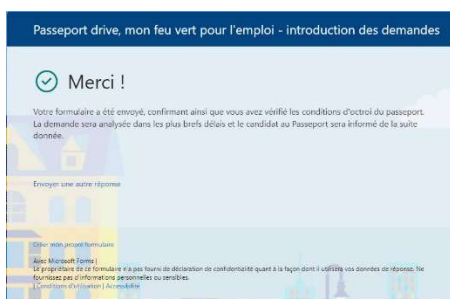 Passeport drive, mon feu vert pour l'emploi - introduction des demandes
Merci !
Votre formulaire a été envoyé, confirmant ainsi que vous avez vérifié les conditions d'octroi du passeport.
La demande sera analysée dans les plus brefs délais et le candidat au Passeport sera informé de la suite
donnée.
Envoyer une autre réponse
Créer mon propre formulaire
Avec Microsoft Forms |
Le propriétaire de ce formulaire n'a pas fourni de déclaration de confidentialité quant à la façon dont il utilisera vos données de réponse. Ne
fournissez pas d'informations personnelles ou sensibles.
| Conditions d'utilisation | Accessibilité